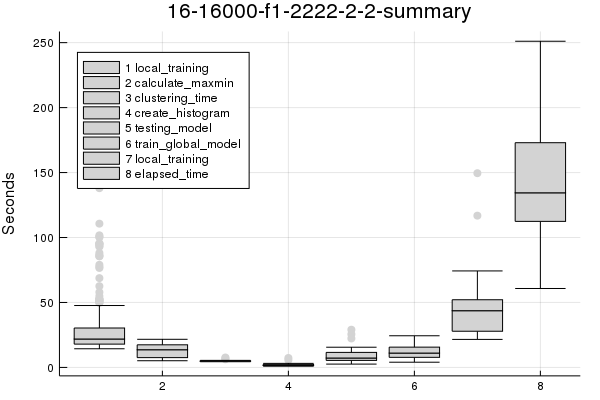 16-16000-f1-2222-2-2-summary
Seconds
250
200
150
100
50
0
1 local_training
2 calculate_maxmin
3 clustering_time
4 create_histogram
5 testing_model
6 train_global_model
7 local_training
8 elapsed_time
2 4 6 8